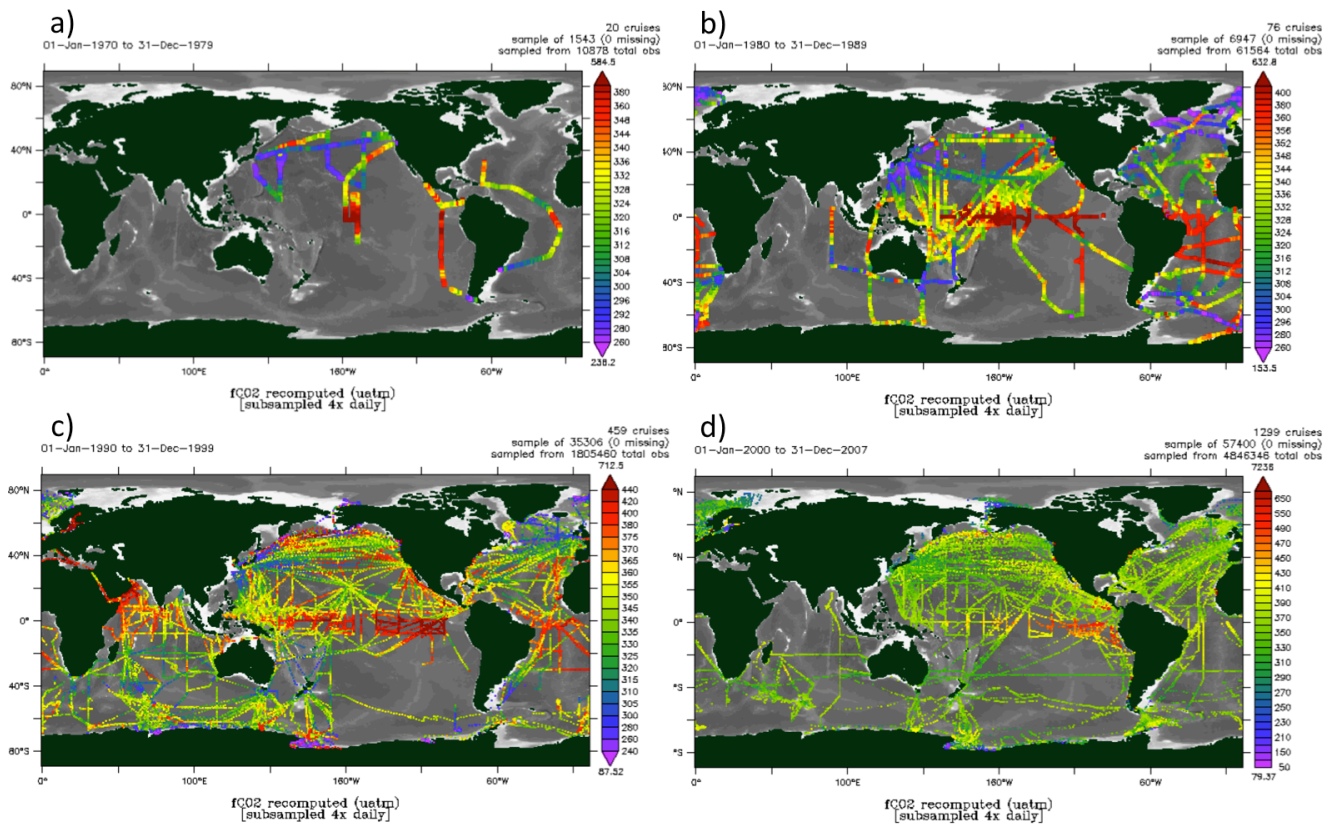 a)
20 cruises
sample of 1543 (0 missing)
01-Jan-1970 to 31-Dec-1979
sampled from 10878 total obs
584.5
80°N
40°N
0°
40°S
80°S
380
368
360
352
348
344
340
336
332
328
324
320
316
312
308
304
300
296
292
286
280
260
238.2
0°
100°E
160°W
60°W
fCO2 recomputed (uatm)
[subsampled 4x daily]
b)
76 cruises
sample of 6947 (0 missing)
01-Jan-1980 to 31-Dec-1989
sampled from 61564 total obs
632.8
80°N
40°N
0°
40°S
80°S
400
380
360
356
352
348
344
340
336
332
328
324
320
316
312
308
304
300
296
280
260
153.5
0°
100°E
160°W
60°W
fCO2 recomputed (uatm)
[subsampled 4x daily]
c)
459 cruises
sample of 35306 (0 missing)
01-Jan-1990 to 31-Dec-1999
sampled from 1805460 total obs
712.5
80°N
40°N
0°
40°S
80°S
440
420
400
380
375
370
365
360
355
350
345
340
335
330
325
320
315
310
305
300
280
260
240
87.52
0°
100°E
160°W
60°W
fCO2 recomputed (uatm)
[subsampled 4x daily]
d)
1299 cruises
sample of 57400 (0 missing)
01-Jan-2000 to 31-Dec-2007
sampled from 4846346 total obs
7238
°N
°N
0°
°S
°S
650
550
510
490
470
450
430
410
390
370
350
330
310
290
270
250
230
210
190
150
50
79.37
0°
100°E
160°W
60°W
fCO2 recomputed (uatm)
[subsampled 4x daily]